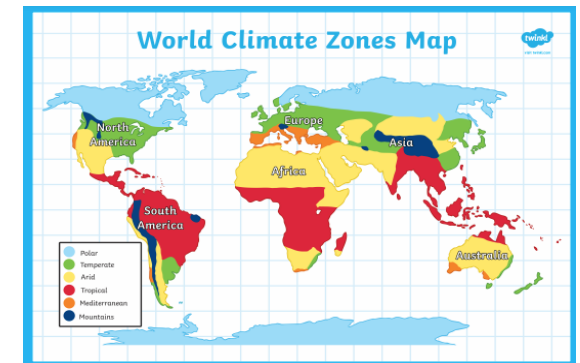 World Climate Zones Map
twinkl
North
America
Europe
Asia
Africa
South
America
Australia
Polar
Temperate
Arid
Tropical
Mediterranean
Mountains